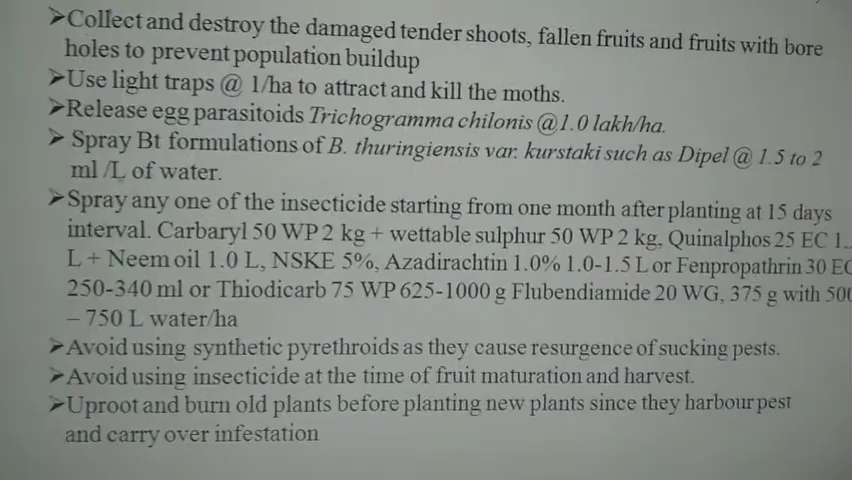 ➢Collect and destroy the damaged tender shoots, fallen fruits and fruits with bore
holes to prevent population buildup
➢Use light traps @ 1/ha to attract and kill the moths.
➢Release egg parasitoids Trichogramma chilonis @1.0 lakh/ha.
➢ Spray Bt formulations of B. thuringiensis var. kurstaki such as Dipel @ 1.5 to 2
ml /L of water.
➢Spray any one of the insecticide starting from one month after planting at 15 days
interval. Carbaryl 50 WP 2 kg + wettable sulphur 50 WP 2 kg, Quinalphos 25 EC
L + Neem oil 1.0 L, NSKE 5%, Azadirachtin 1.0% 1.0-1.5 L or Fenpropathrin 30
250-340 ml or Thiodicarb 75 WP 625-1000 g Flubendiamide 20 WG, 375 g with
– 750 L water/ha
➢Avoid using synthetic pyrethroids as they cause resurgence of sucking pests.
➢Avoid using insecticide at the time of fruit maturation and harvest.
➢Uproot and burn old plants before planting new plants since they harbour pest
and carry over infestation